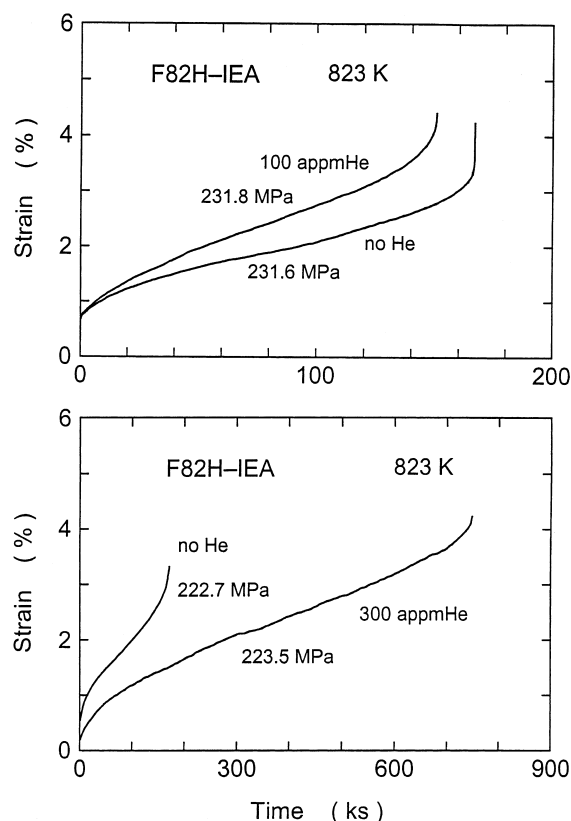 6
F82H–IEA 823 K
4
100 appmHe
231.8 MPa
Strain ( % )
no He
2
231.6 MPa
0
0 100 200
6
F82H–IEA 823 K
4
no He
222.7 MPa
Strain ( % )
300 appmHe
2
223.5 MPa
0
0 300 600 900
Time ( ks )